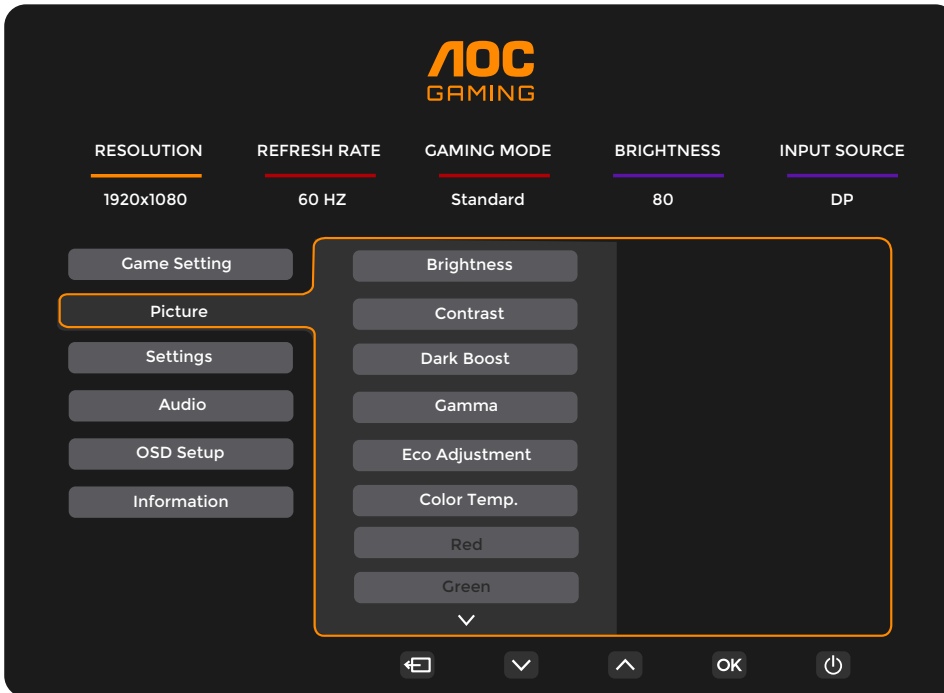 AOC
GAMING
RESOLUTION REFRESH RATE GAMING MODE BRIGHTNESS INPUT SOURCE
1920x1080 60 HZ Standard 80 DP
Game Setting
Picture
Settings
Audio
OSD Setup
Information
Brightness
Contrast
Dark Boost
Gamma
Eco Adjustment
Color Temp.
Red
Green
OK